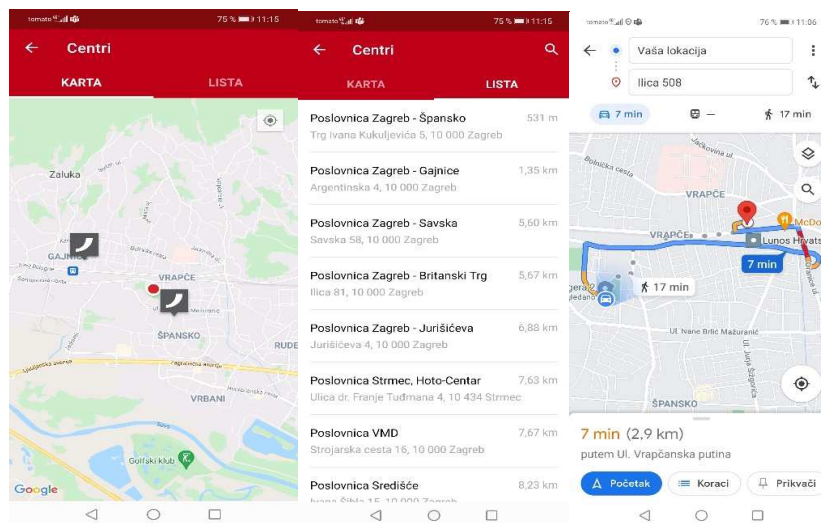 tomato
75 % 11:15
Centri
KARTA
LISTA
Zaluka
VRAPČE
ŠPANSKO
VRBANI
Golfski klub
Google
tomato
75 % 11:15
Centri
KARTA
LISTA
Poslovnica Zagreb - Špansko
531 m
Trg Ivana Kukuljevića 5, 10 000 Zagreb
Poslovnica Zagreb - Gajnice
1,35 km
Argentinska 4, 10 000 Zagreb
Poslovnica Zagreb - Savska
5,60 km
Savska 58, 10 000 Zagreb
Poslovnica Zagreb - Britanski Trg
5,67 km
Ilica 81, 10 000 Zagreb
Poslovnica Zagreb - Jurišićeva
6,88 km
Jurišićeva 4, 10 000 Zagreb
Poslovnica Strmec, Hoto-Centar
7,63 km
Ulica dr. Franje Tuđmana 4, 10 434 Strmec
Poslovnica VMD
7,67 km
Strojarska cesta 16, 10 000 Zagreb
Poslovnica Središće
8,23 km
tomato
76 % 11:06
Vaša lokacija
Ilica 508
7 min
–
17 min
Jačkovina ul.
Bolnička cesta
VRAPČE
McDo
VRAPČE
Lunos Hrvats
7 min
17 min
Ul. Ivane Brlić Mažuranić
ŠPANSKO
7 min (2,9 km)
putem Ul. Vrapčanska putina
Početak
Koraci
Prikvači